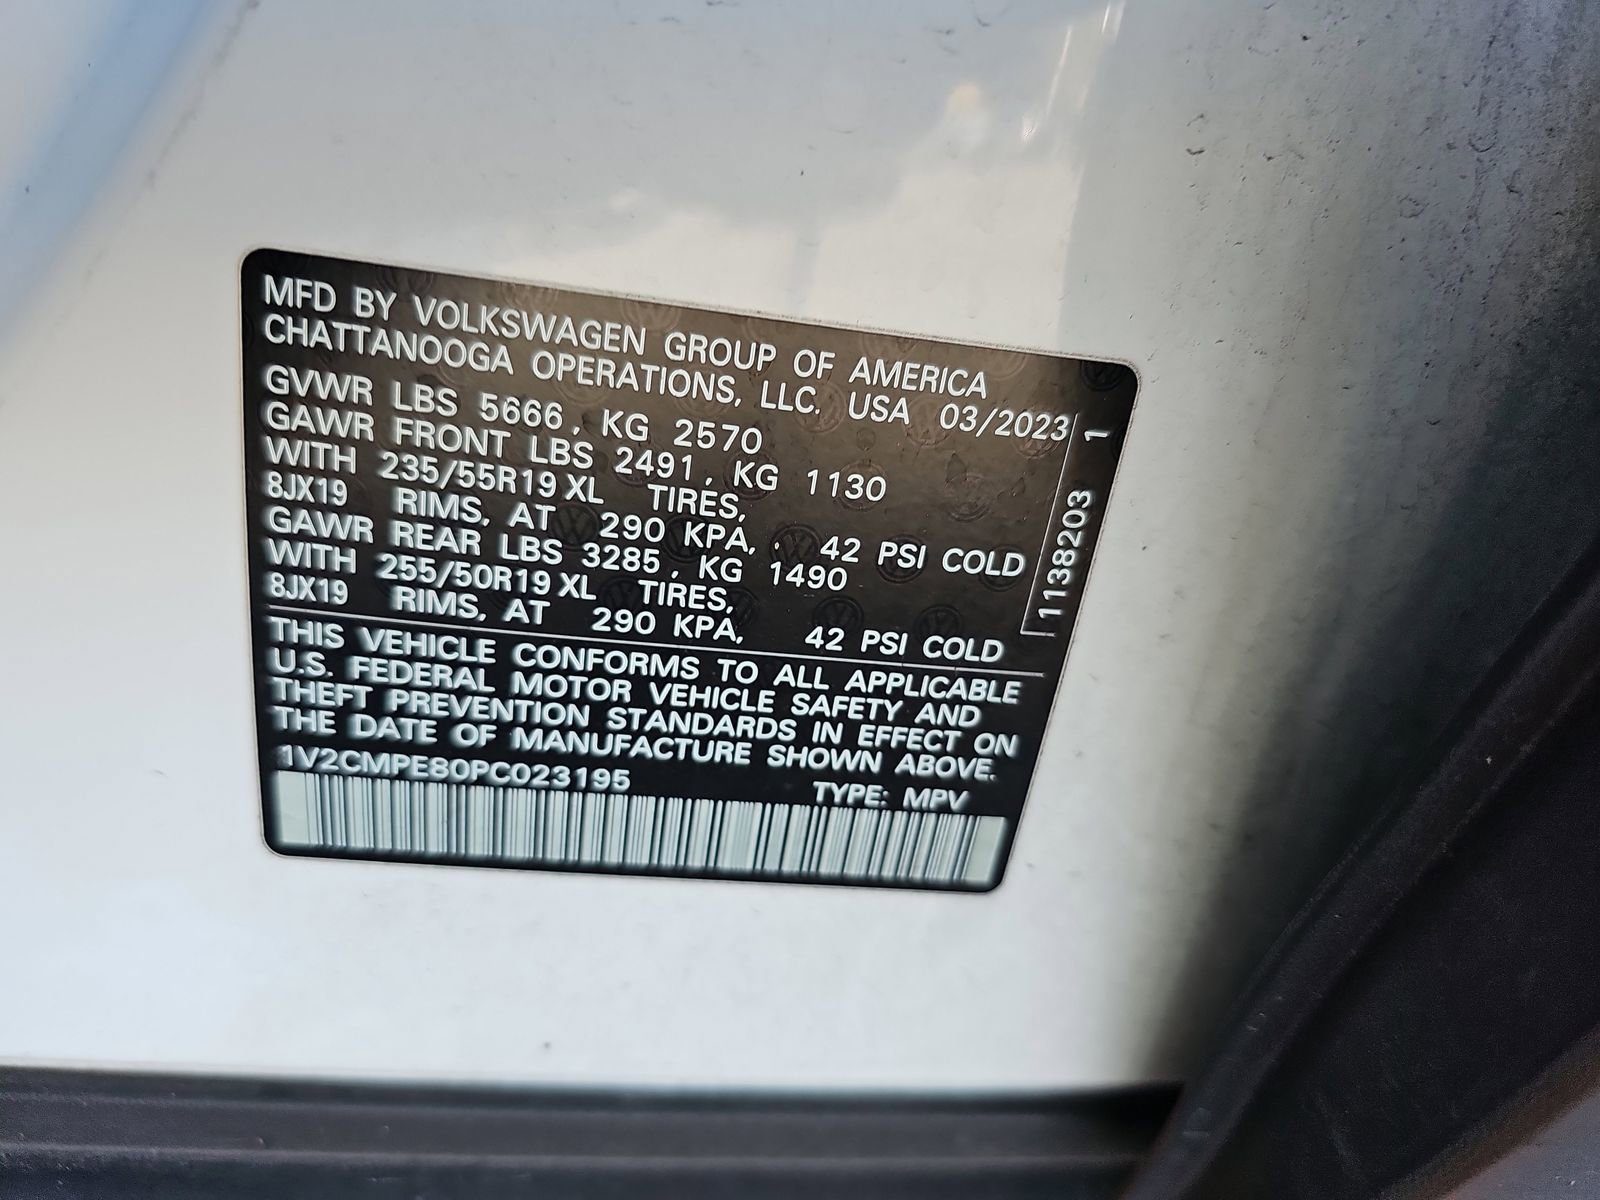 MFD BY VOLKSWAGEN GROUP OF AMERICA
CHATTANOOGA OPERATIONS, LLC. USA 03/2023
GVWR LBS 5666, KG 2570
GAWR FRONT LBS 2491, KG 1130
WITH 235/55R19 XL TIRES,
8JX19 RIMS, AT 290 KPA, 42 PSI COLD
GAWR REAR LBS 3285, KG 1490
WITH 255/50R19 XL TIRES,
8JX19 RIMS, AT 290 KPA, 42 PSI COLD
THIS VEHICLE CONFORMS TO ALL APPLICABLE
U.S. FEDERAL MOTOR VEHICLE SAFETY AND
THEFT PREVENTION STANDARDS IN EFFECT ON
THE DATE OF MANUFACTURE SHOWN ABOVE.
1V2CMPE80PC023195 TYPE: MPV
1138203 1